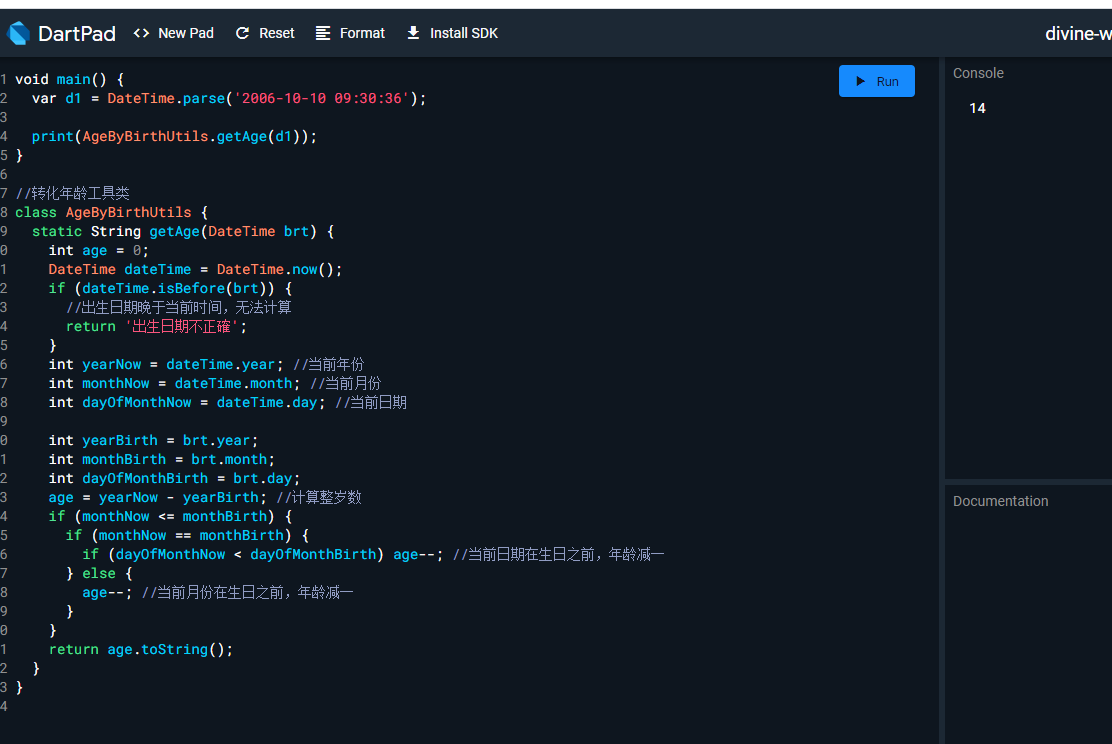 DartPad <> New Pad Reset Format Install SDK divine-w
1 void main() {
2 var d1 = DateTime.parse('2006-10-10 09:30:36');
3
4 print(AgeByBirthUtils.getAge(d1));
5 }
6
7 //转化年龄工具类
8 class AgeByBirthUtils {
9 static String getAge(DateTime brt) {
0 int age = 0;
1 DateTime dateTime = DateTime.now();
2 if (dateTime.isBefore(brt)) {
3 //出生日期晚于当前时间，无法计算
4 return '出生日期不正確';
5 }
6 int yearNow = dateTime.year; //当前年份
7 int monthNow = dateTime.month; //当前月份
8 int dayOfMonthNow = dateTime.day; //当前日期
9
0 int yearBirth = brt.year;
1 int monthBirth = brt.month;
2 int dayOfMonthBirth = brt.day;
3 age = yearNow - yearBirth; //计算整岁数
4 if (monthNow <= monthBirth) {
5 if (monthNow == monthBirth) {
6 if (dayOfMonthNow < dayOfMonthBirth) age--; //当前日期在生日之前，年龄减一
7 } else {
8 age--; //当前月份在生日之前，年龄减一
9 }
0 }
1 return age.toString();
2 }
3 }
4
Run
Console
14
Documentation